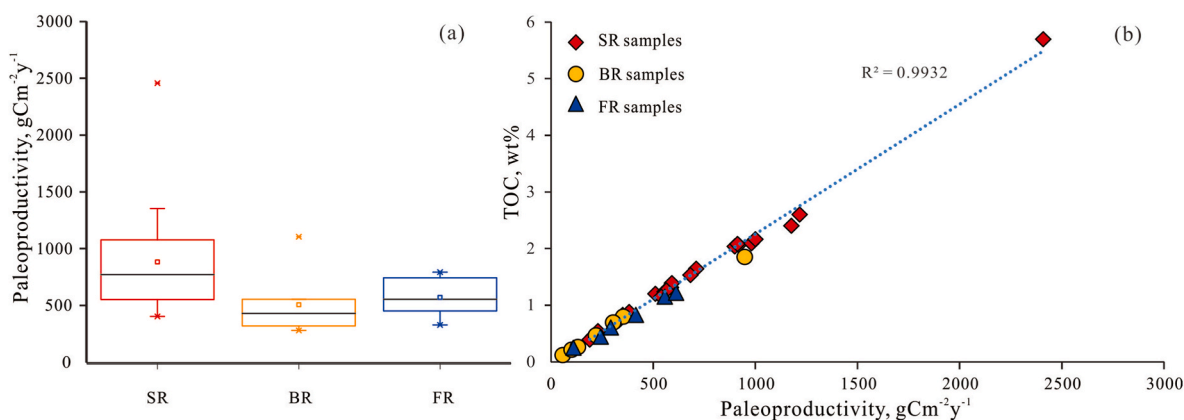 (a)
Paleoproductivity, gCm⁻²y⁻¹
3000
2500
2000
1500
1000
500
0
SR
BR
FR
(b)
TOC, wt%
6
5
4
3
2
1
0
SR samples
BR samples
FR samples
R² = 0.9932
0
500
1000
1500
2000
2500
3000
Paleoproductivity, gCm⁻²y⁻¹